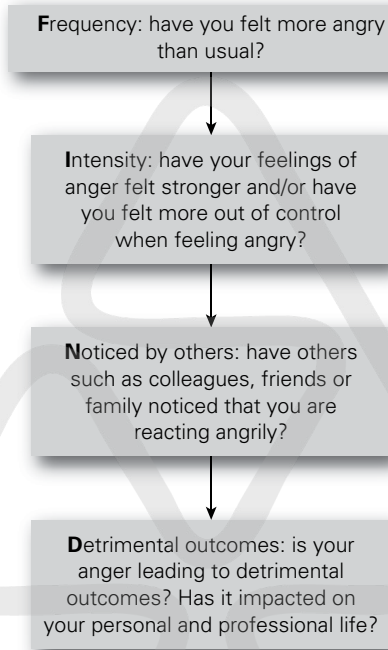 Frequency: have you felt more angry
than usual?
Intensity: have your feelings of
anger felt stronger and/or have
you felt more out of control
when feeling angry?
Noticed by others: have others
such as colleagues, friends or
family noticed that you are
reacting angrily?
Detrimental outcomes: is your
anger leading to detrimental
outcomes? Has it impacted on
your personal and professional life?